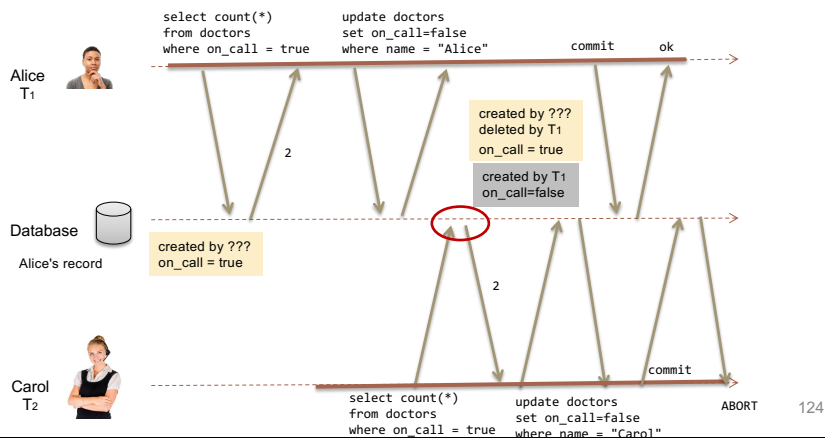 select count(*)
from doctors
where on_call = true
update doctors
set on_call=false
where name = "Alice"
commit
ok
Alice
T1
2
created by ???
deleted by T1
on_call = true
created by T1
on_call=false
Database
Alice's record
created by ???
on_call = true
2
Carol
T2
select count(*)
from doctors
where on_call = true
update doctors
set on_call=false
where name = "Carol"
commit
ABORT
124